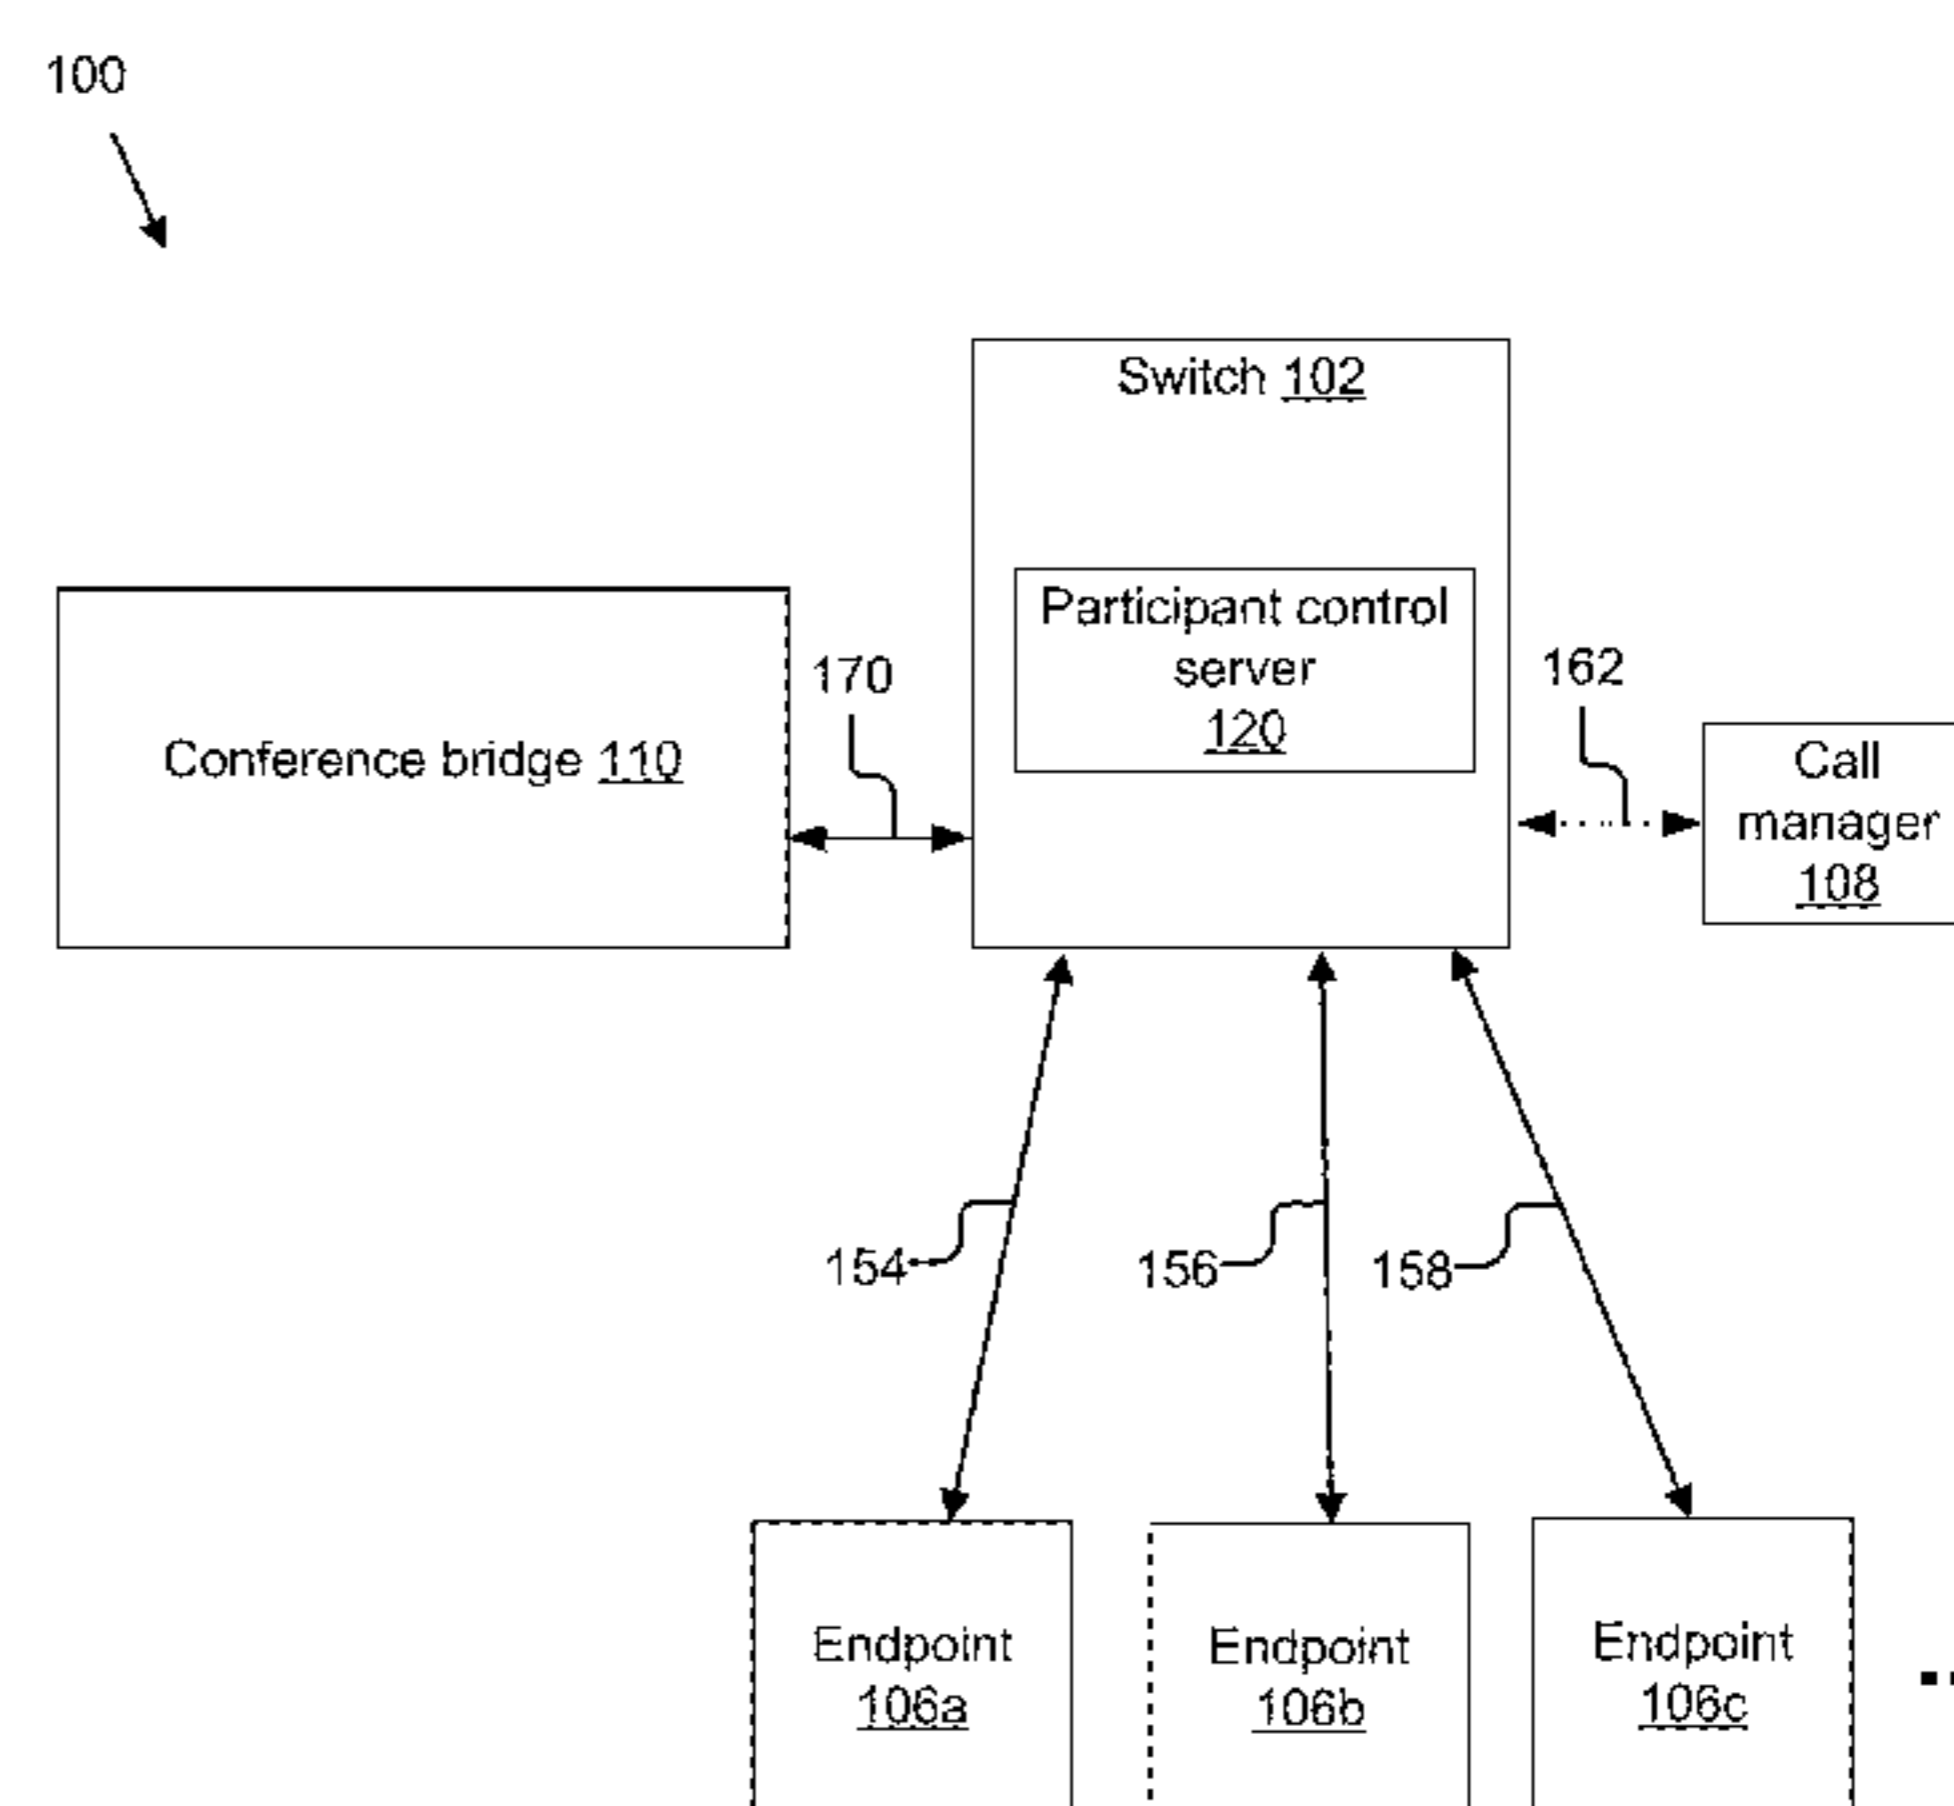 100
Switch 102
Participant control
server
120
170
162
Conference bridge 110
Call
manager
108
154
156
158
Endpoint
106a
Endpoint
106b
Endpoint
106c